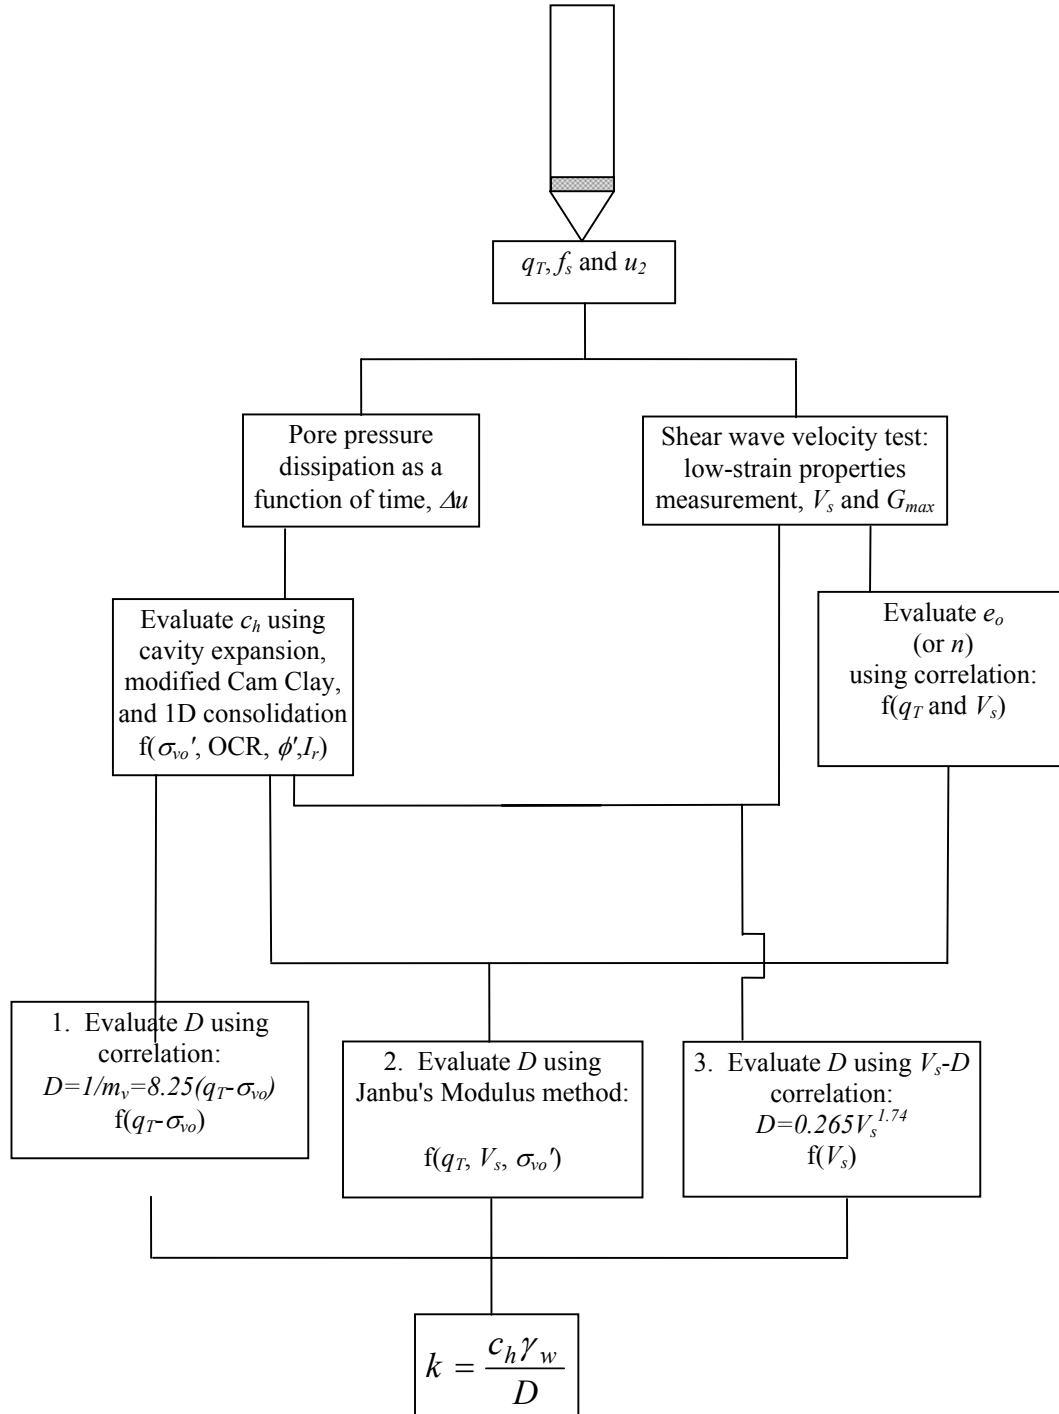 q_T, f_s and u_2
Pore pressure
dissipation as a
function of time, Δu
Shear wave velocity test:
low-strain properties
measurement, V_s and G_max
Evaluate c_h using
cavity expansion,
modified Cam Clay,
and 1D consolidation
f(σ_vo', OCR, ϕ',I_r)
Evaluate e_o
(or n)
using correlation:
f(q_T and V_s)
1. Evaluate D using
correlation:
D=1/m_v=8.25(q_T-σ_vo)
f(q_T-σ_vo)
2. Evaluate D using
Janbu's Modulus method:
f(q_T, V_s, σ_vo')
3. Evaluate D using V_s-D
correlation:
D=0.265V_s^1.74
f(V_s)
k = c_h γ_w / D